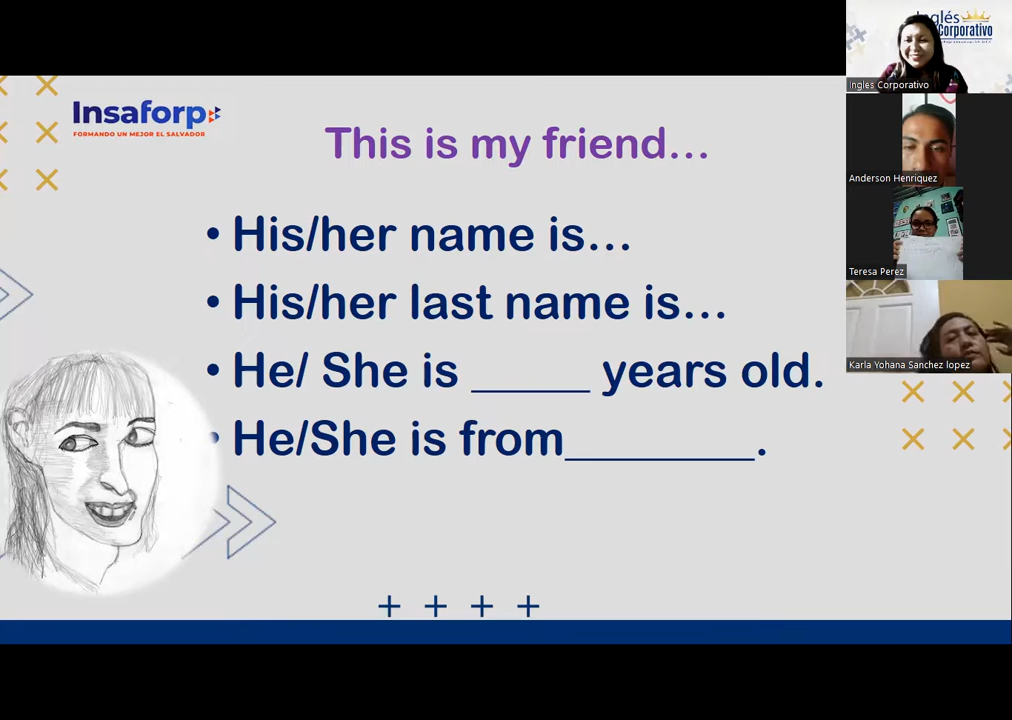 Inglés
Corporativo
Ingles Corporativo
Insaforp
FORMANDO UN MEJOR EL SALVADOR
This is my friend...
Anderson Henriquez
• His/her name is...
Teresa Perez
• His/her last name is...
Karla Yohana Sanchez lopez
• He/ She is _____ years old.
• He/She is from________.
+ + + +